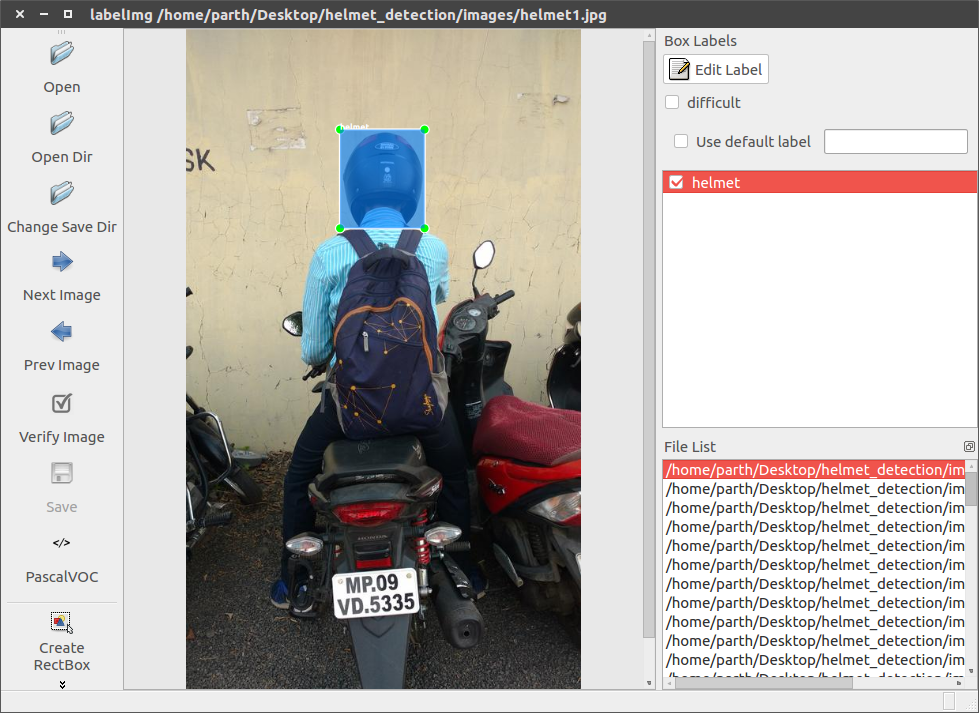 labelImg /home/parth/Desktop/helmet_detection/images/helmet1.jpg
Open
Open Dir
Change Save Dir
Next Image
Prev Image
Verify Image
Save
</>
PascalVOC
Create
RectBox
SK
helmet
HONDA
MP.09
VD.5335
Box Labels
Edit Label
difficult
Use default label
helmet
File List
/home/parth/Desktop/helmet_detection/im
/home/parth/Desktop/helmet_detection/im
/home/parth/Desktop/helmet_detection/im
/home/parth/Desktop/helmet_detection/im
/home/parth/Desktop/helmet_detection/im
/home/parth/Desktop/helmet_detection/im
/home/parth/Desktop/helmet_detection/im
/home/parth/Desktop/helmet_detection/im
/home/parth/Desktop/helmet_detection/im
/home/parth/Desktop/helmet_detection/im
/home/parth/Desktop/helmet_detection/im